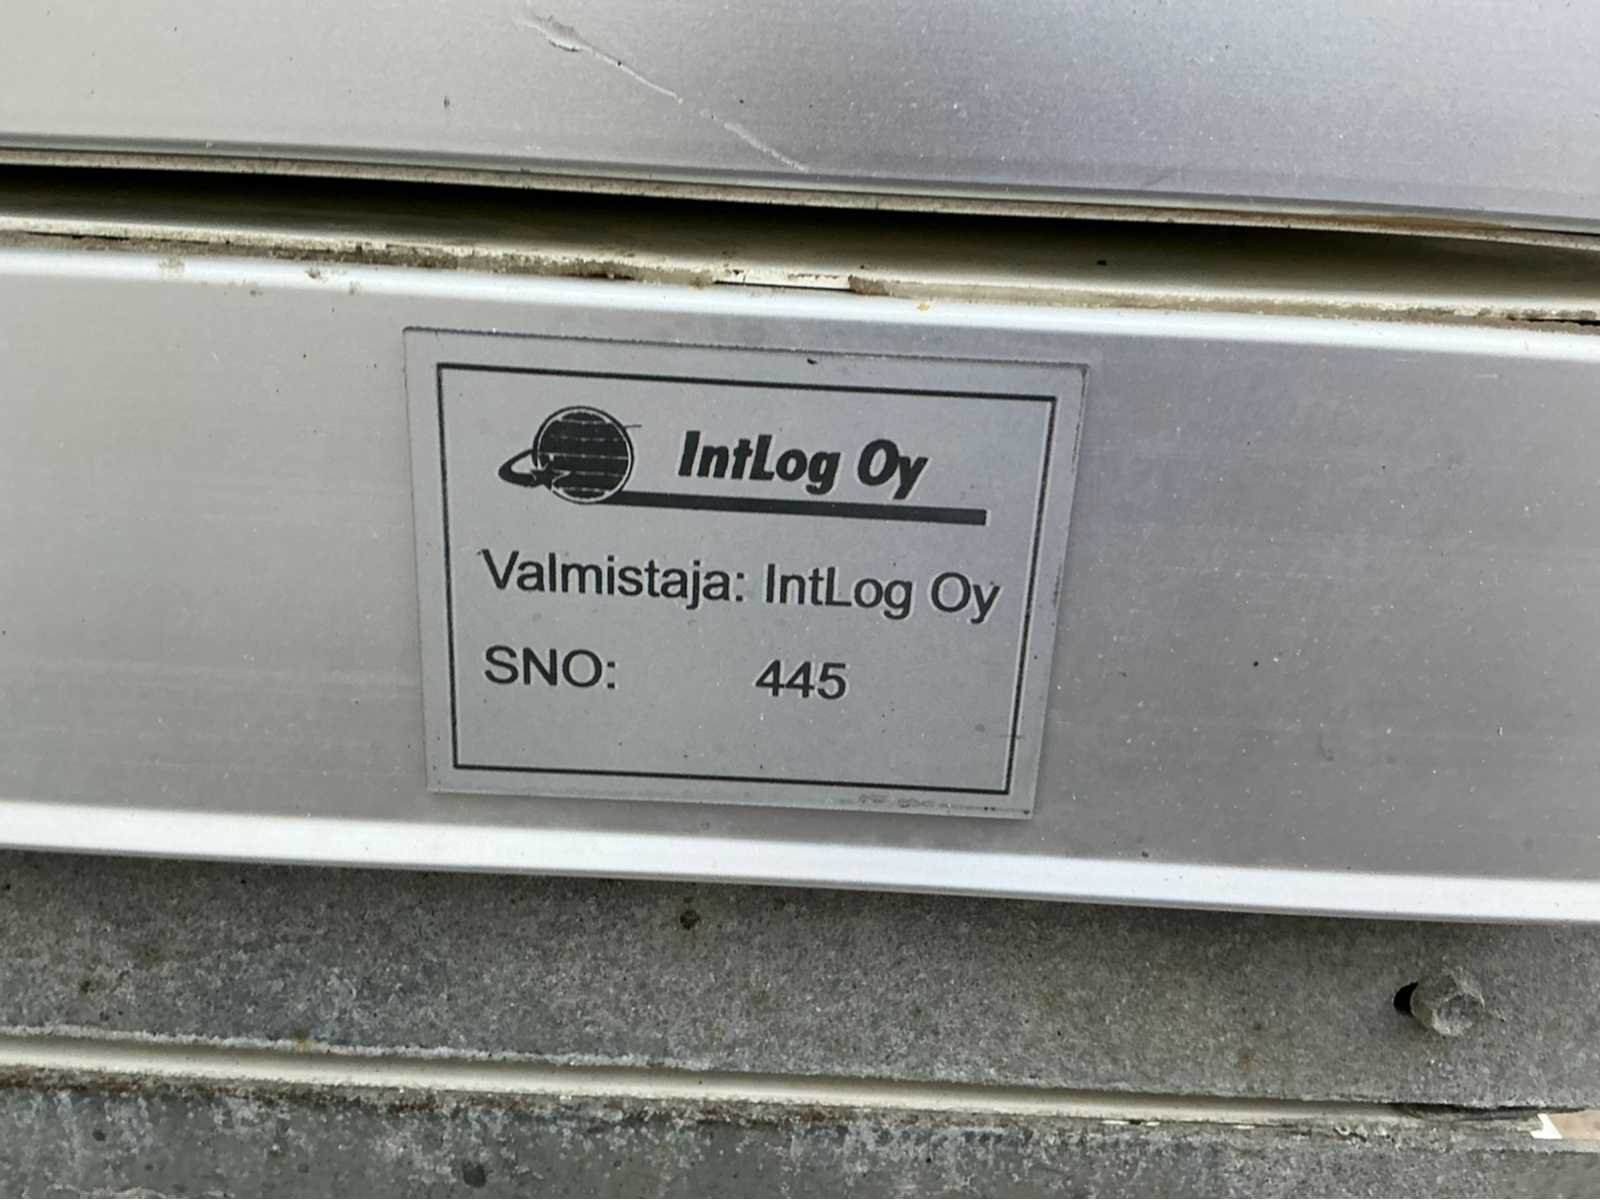 IntLog Oy
Valmistaja: IntLog Oy
SNO: 445